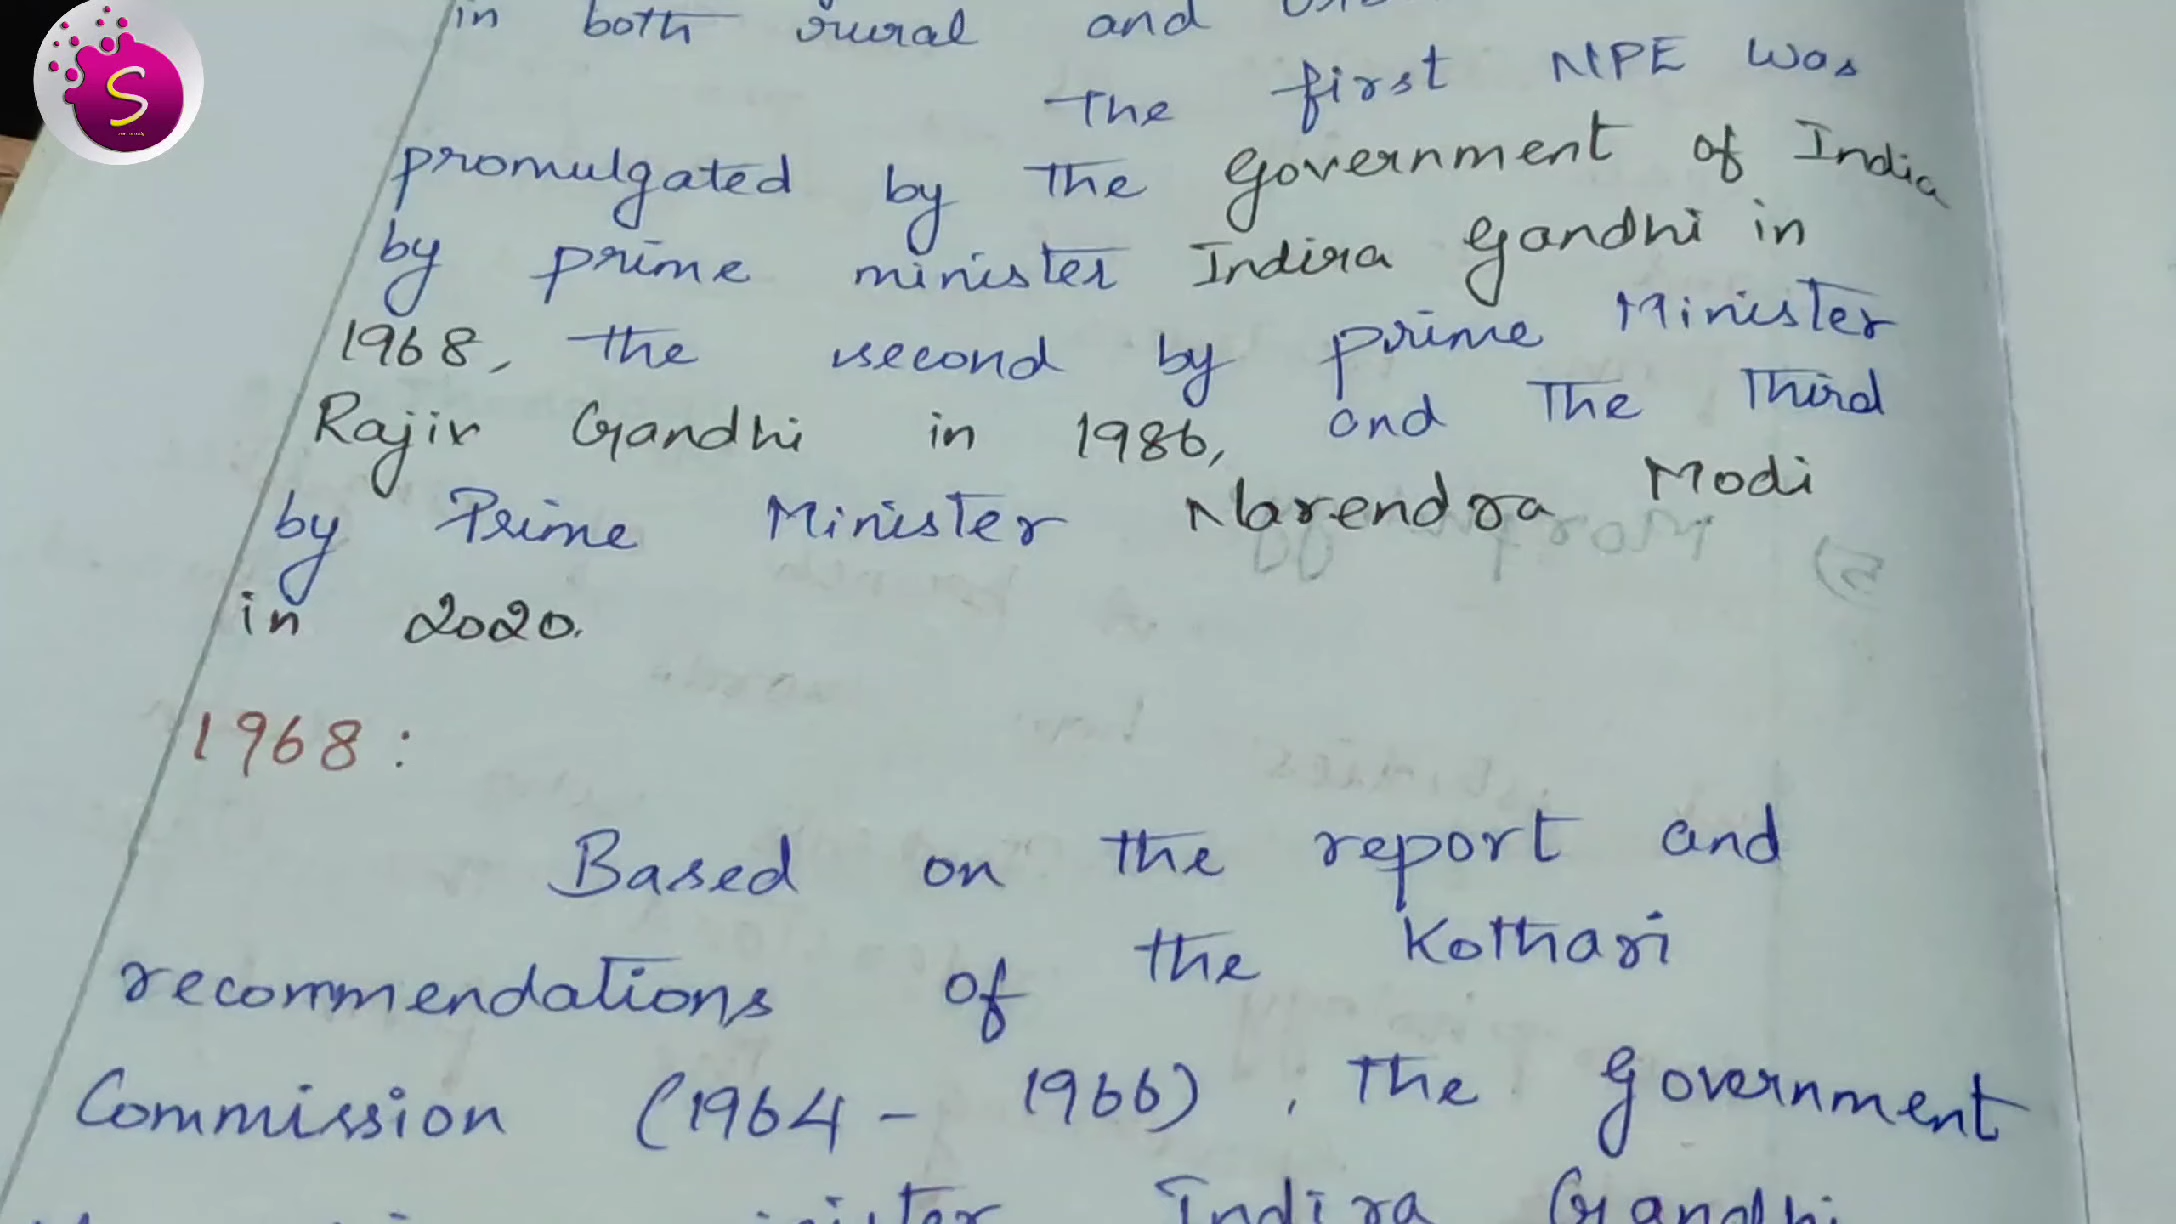 S
in both rural and
The first NPE was
promulgated by the Government of India
by prime minister Indira Gandhi in
1968, the second by prime Minister
Rajiv Gandhi in 1986, and The Third
by Prime Minister Narendra Modi
in 2020.
1968:
Based on the report and
recommendations of the Kothari
Commission (1964 - 1966), The Government
Indira Gandhi